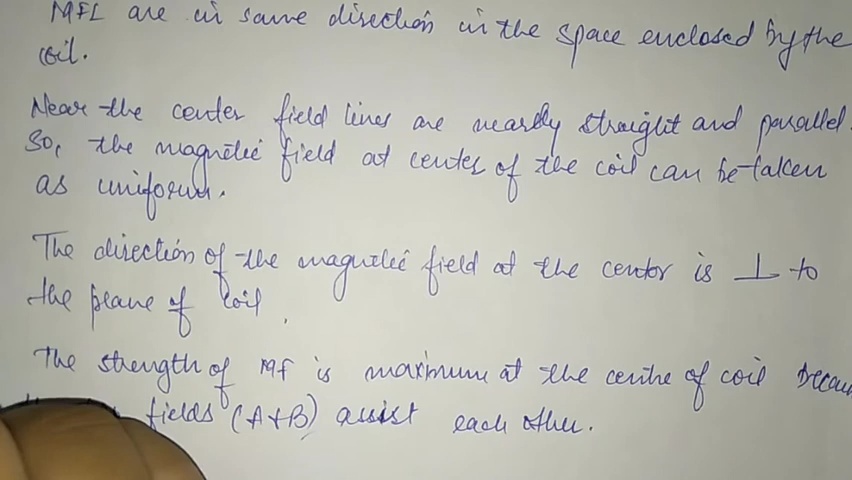 MFL are in same direction in the space enclosed by the
coil.
Near the center field lines are nearly straight and parallel.
So, the magnetic field at center of the coil can be taken
as uniform.
The direction of the magnetic field at the center is ⊥ to
the plane of coil.
The strength of MF is maximum at the centre of coil becau
fields (A+B) assist each other.